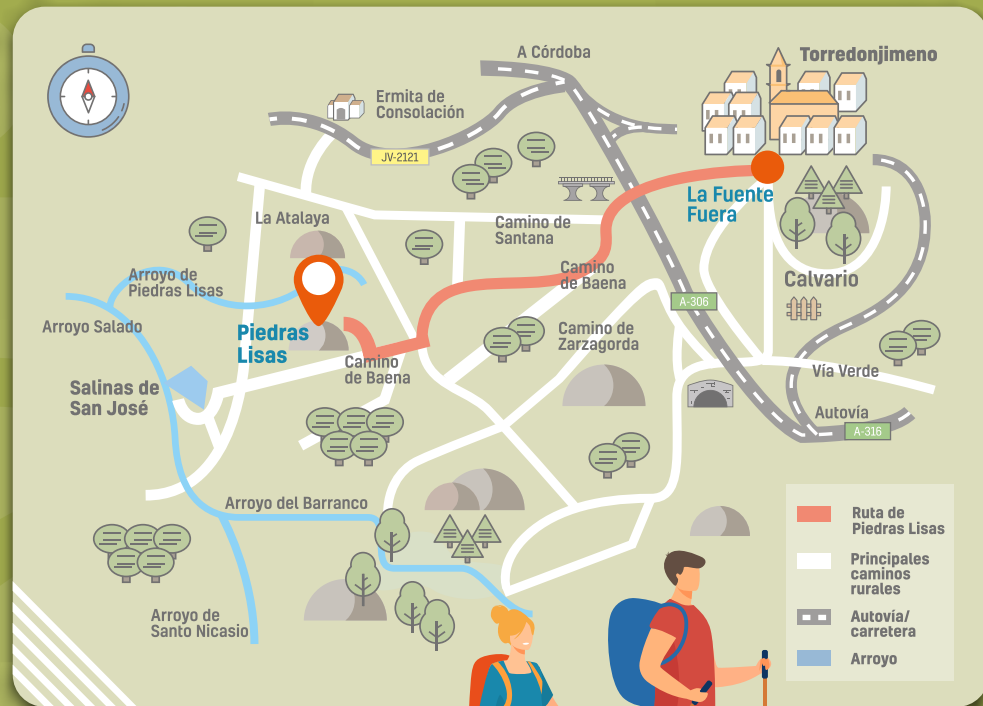 A Córdoba
Torredonjimeno
Ermita de
Consolación
JV-2121
La Fuente
Fuera
La Atalaya
Camino de
Santana
Camino
de Baena
Calvario
Arroyo de
Piedras Lisas
A-306
Arroyo Salado
Piedras
Lisas
Camino de
Zarzagorda
Camino
de Baena
Vía Verde
Salinas de
San José
Autovía
A-316
Arroyo del Barranco
Arroyo de
Santo Nicasio
Ruta de
Piedras Lisas
Principales
caminos
rurales
Autovía/
carretera
Arroyo